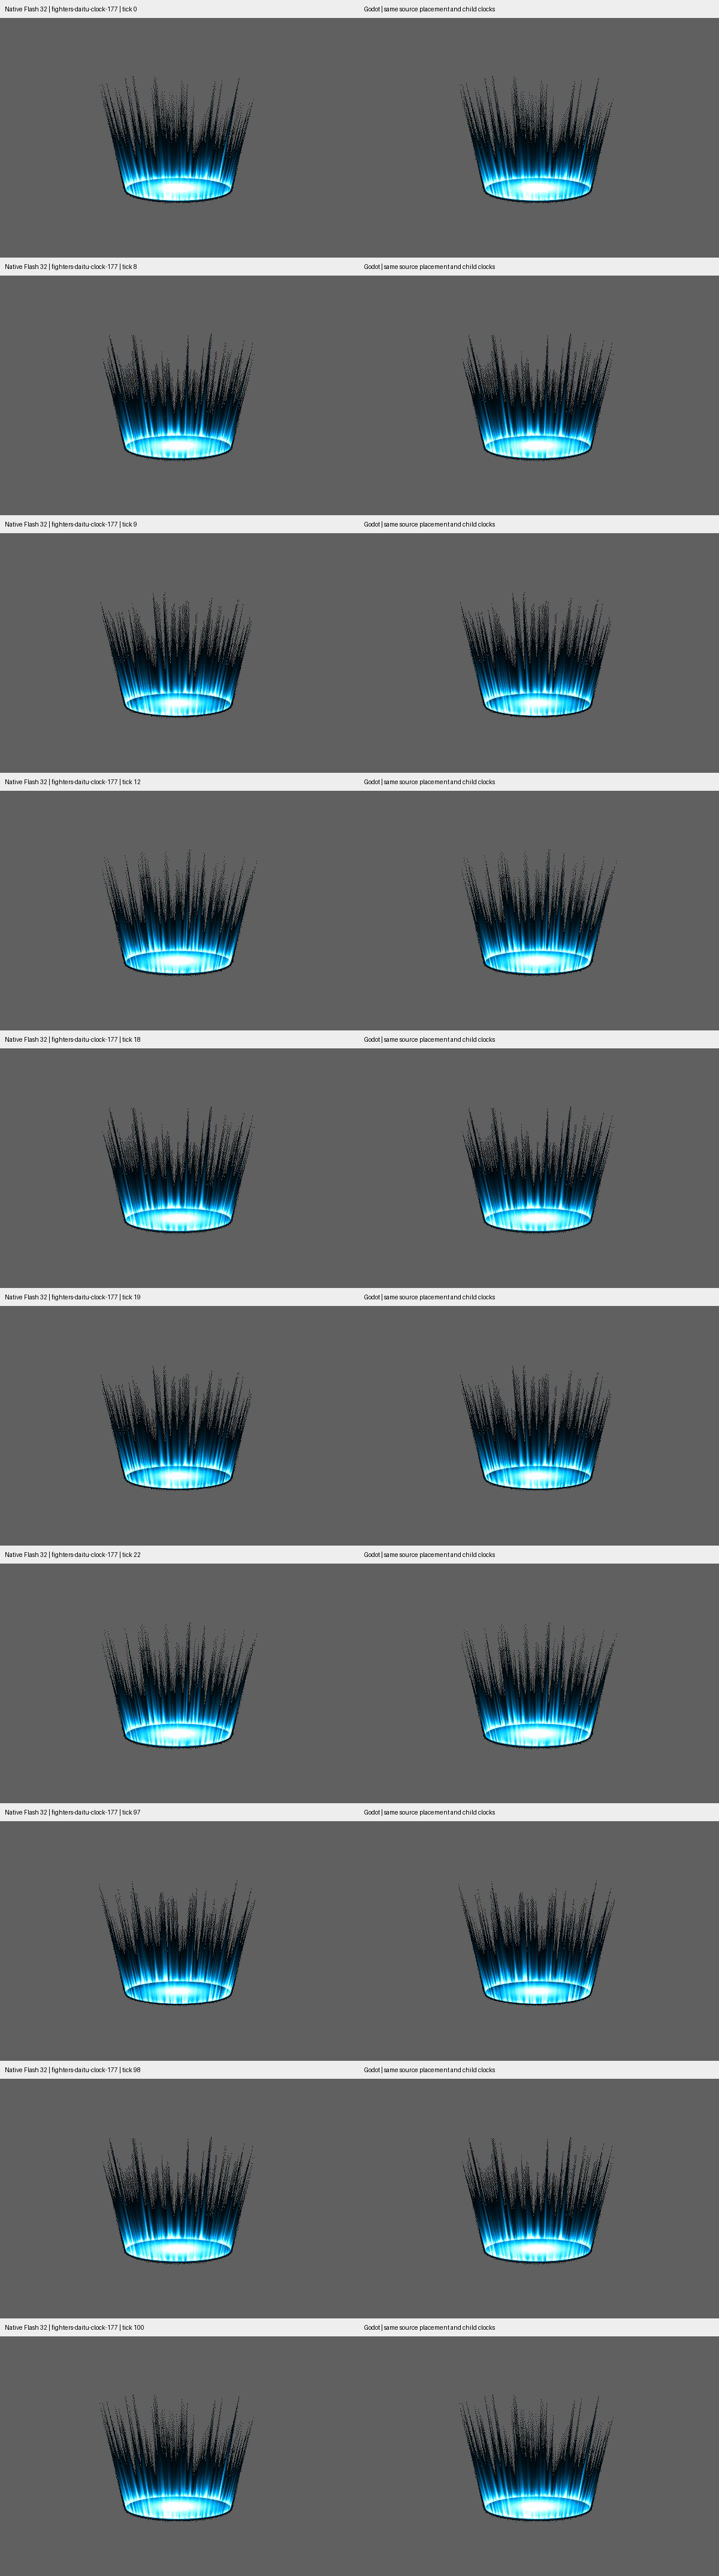 Native Flash 32 | fighters-daitu-clock-177 | tick 0
Godot | same source placement and child clocks
Native Flash 32 | fighters-daitu-clock-177 | tick 8
Godot | same source placement and child clocks
Native Flash 32 | fighters-daitu-clock-177 | tick 9
Godot | same source placement and child clocks
Native Flash 32 | fighters-daitu-clock-177 | tick 12
Godot | same source placement and child clocks
Native Flash 32 | fighters-daitu-clock-177 | tick 18
Godot | same source placement and child clocks
Native Flash 32 | fighters-daitu-clock-177 | tick 19
Godot | same source placement and child clocks
Native Flash 32 | fighters-daitu-clock-177 | tick 22
Godot | same source placement and child clocks
Native Flash 32 | fighters-daitu-clock-177 | tick 97
Godot | same source placement and child clocks
Native Flash 32 | fighters-daitu-clock-177 | tick 98
Godot | same source placement and child clocks
Native Flash 32 | fighters-daitu-clock-177 | tick 100
Godot | same source placement and child clocks